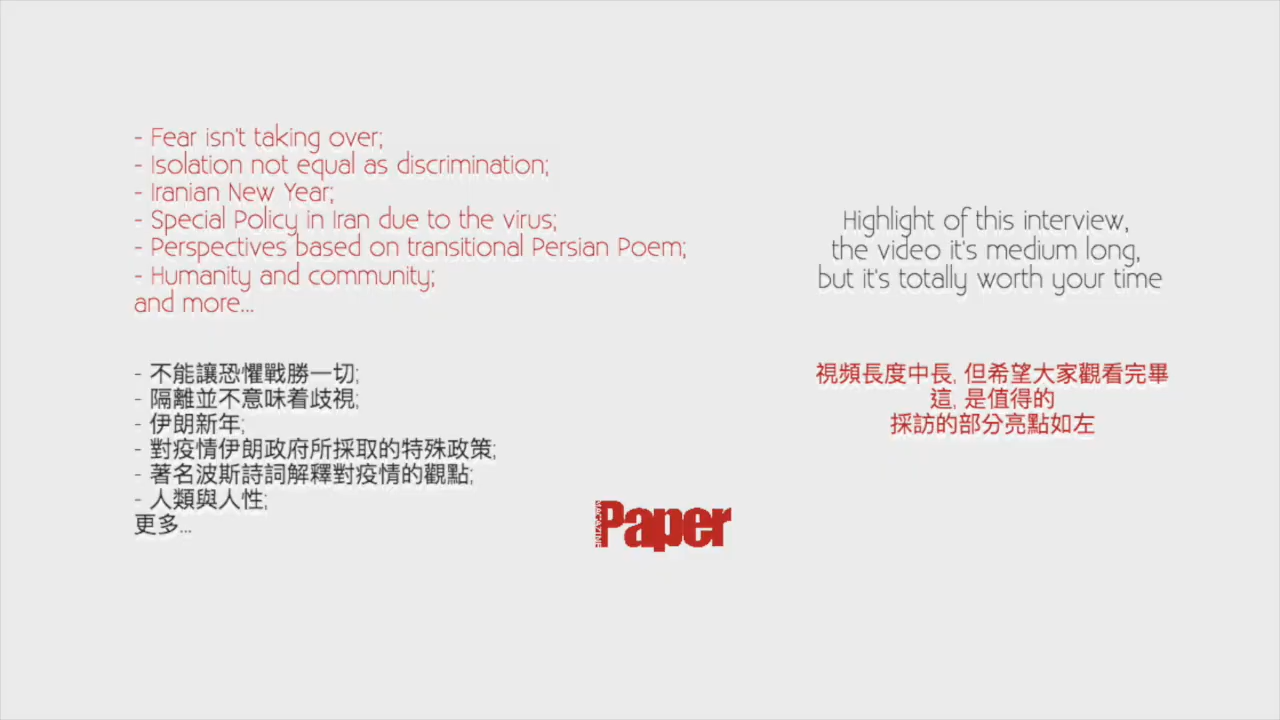 - Fear isn't taking over;
- Isolation not equal as discrimination;
- Iranian New Year;
- Special Policy in Iran due to the virus;
- Perspectives based on transitional Persian Poem;
- Humanity and community;
and more...
- 不能讓恐懼戰勝一切;
- 隔離並不意味着歧視;
- 伊朗新年;
- 對疫情伊朗政府所採取的特殊政策;
- 著名波斯詩詞解釋對疫情的觀點;
- 人類與人性;
更多...
Highlight of this interview,
the video it's medium long,
but it's totally worth your time
視頻長度中長, 但希望大家觀看完畢
這, 是值得的
採訪的部分亮點如左
Paper